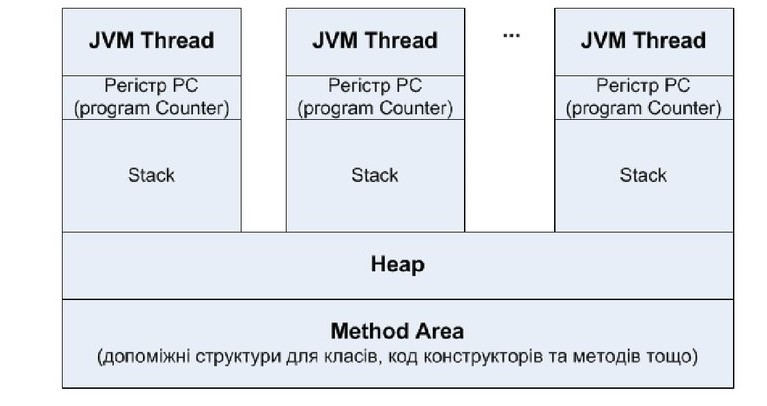 JVM Thread
Регістр PC
(program Counter)
Stack
JVM Thread
Регістр PC
(program Counter)
Stack
...
JVM Thread
Регістр PC
(program Counter)
Stack
Heap
Method Area
(допоміжні структури для класів, код конструкторів та методів тощо)